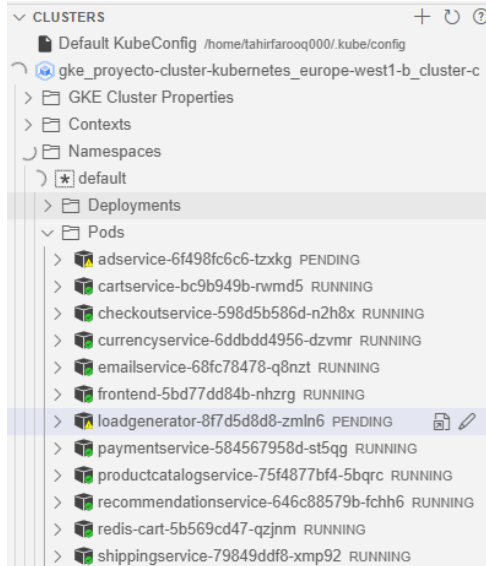 CLUSTERS
Default KubeConfig /home/tahirfarooq000/.kube/config
gke_proyecto-cluster-kubernetes_europe-west1-b_cluster-c
GKE Cluster Properties
Contexts
Namespaces
default
Deployments
Pods
adservice-6f498fc6c6-tzxkg PENDING
cartservice-bc9b949b-rwmd5 RUNNING
checkoutservice-598d5b586d-n2h8x RUNNING
currencyservice-6ddbdd4956-dzvmr RUNNING
emailservice-68fc78478-q8nzt RUNNING
frontend-5bd77dd84b-nhzrg RUNNING
loadgenerator-8f7d5d8d8-zmln6 PENDING
paymentservice-584567958d-st5qg RUNNING
productcatalogservice-75f4877bf4-5bqrc RUNNING
recommendationservice-646c88579b-fchh6 RUNNING
redis-cart-5b569cd47-qzjnm RUNNING
shippingservice-79849ddf8-xmp92 RUNNING